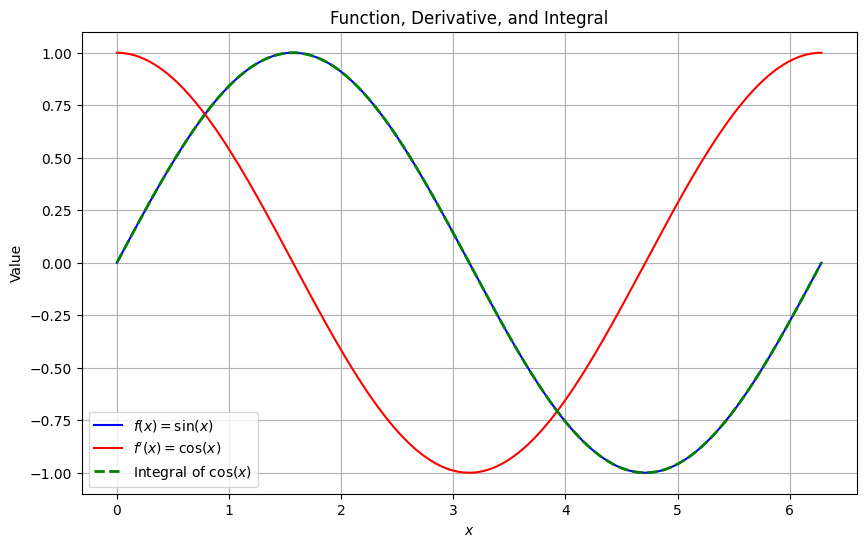 Function, Derivative, and Integral
Value
1.00
0.75
0.50
0.25
0.00
−0.25
−0.50
−0.75
−1.00
f(x) = sin(x)
f′(x) = cos(x)
Integral of cos(x)
0 1 2 3 4 5 6
x